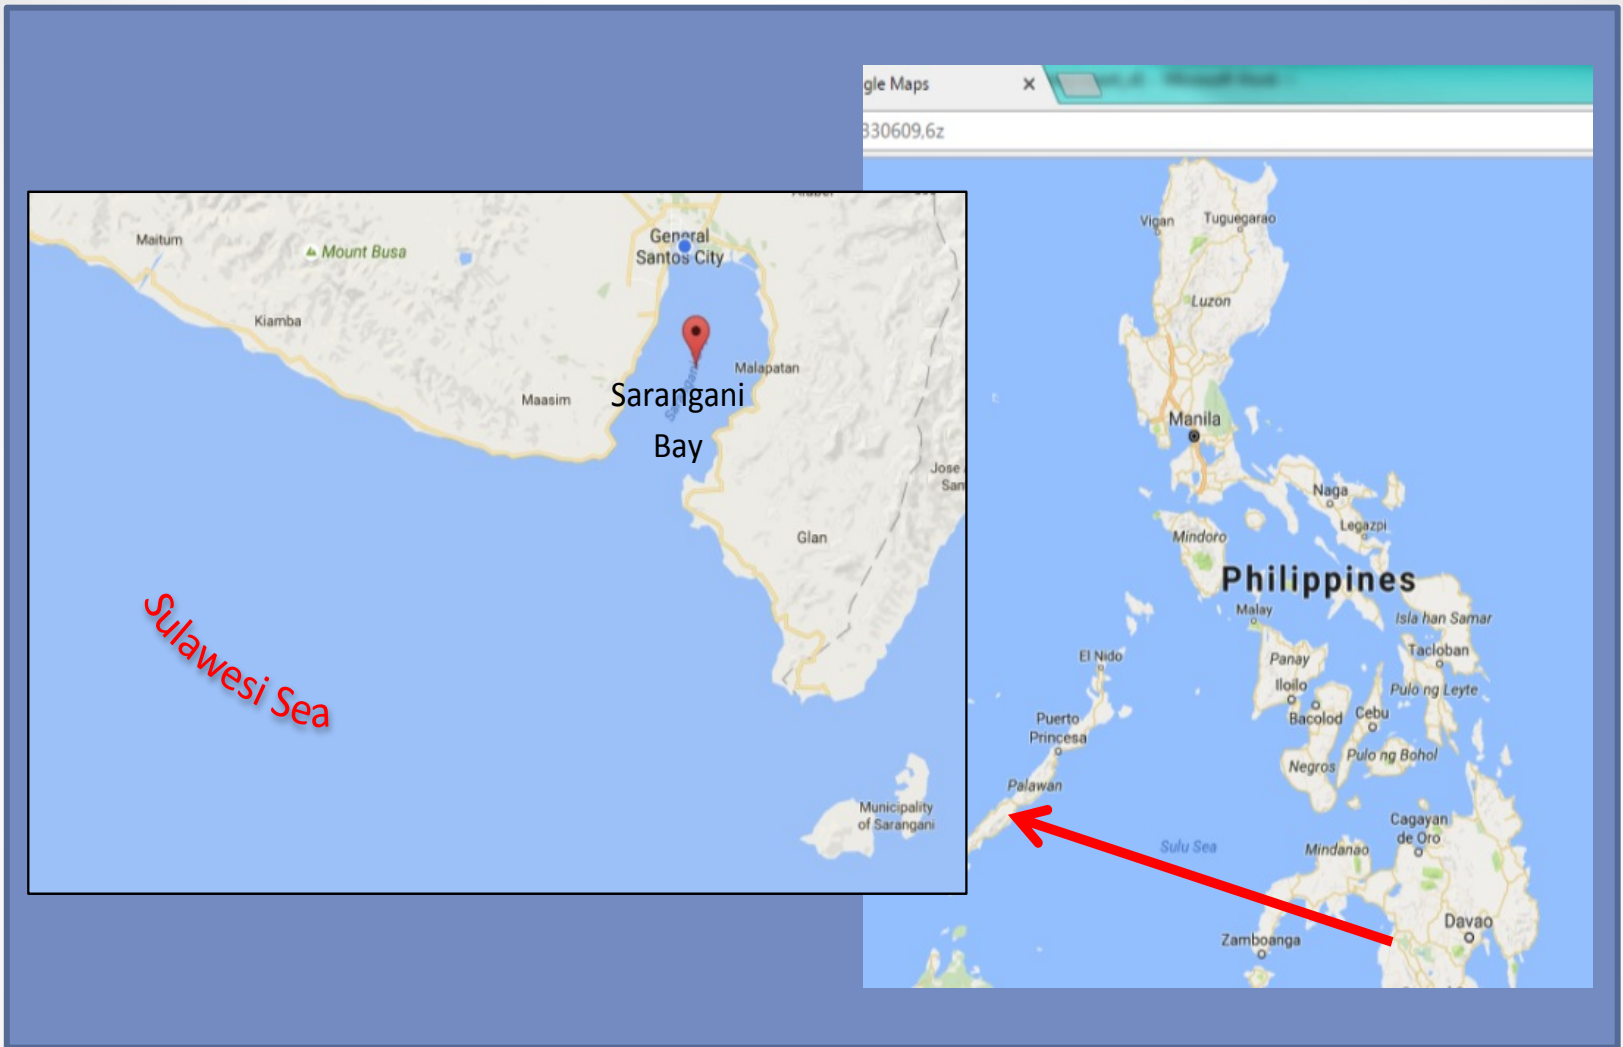 gle Maps
330609,6z
Maitum
Mount Busa
General
Santos City
Kiamba
Malapatan
Maasim
Sarangani
Bay
Jose
San
Glan
Sulawesi Sea
Municipality
of Sarangani
Vigan
Tuguegarao
Luzon
Manila
Naga
Legazpi
Mindoro
Philippines
Malay
Isla han Samar
El Nido
Panay
Tacloban
Iloilo
Pulo ng Leyte
Puerto
Princesa
Bacolod
Cebu
Pulo ng Bohol
Negros
Palawan
Cagayan
de Oro
Sulu Sea
Mindanao
Davao
Zamboanga